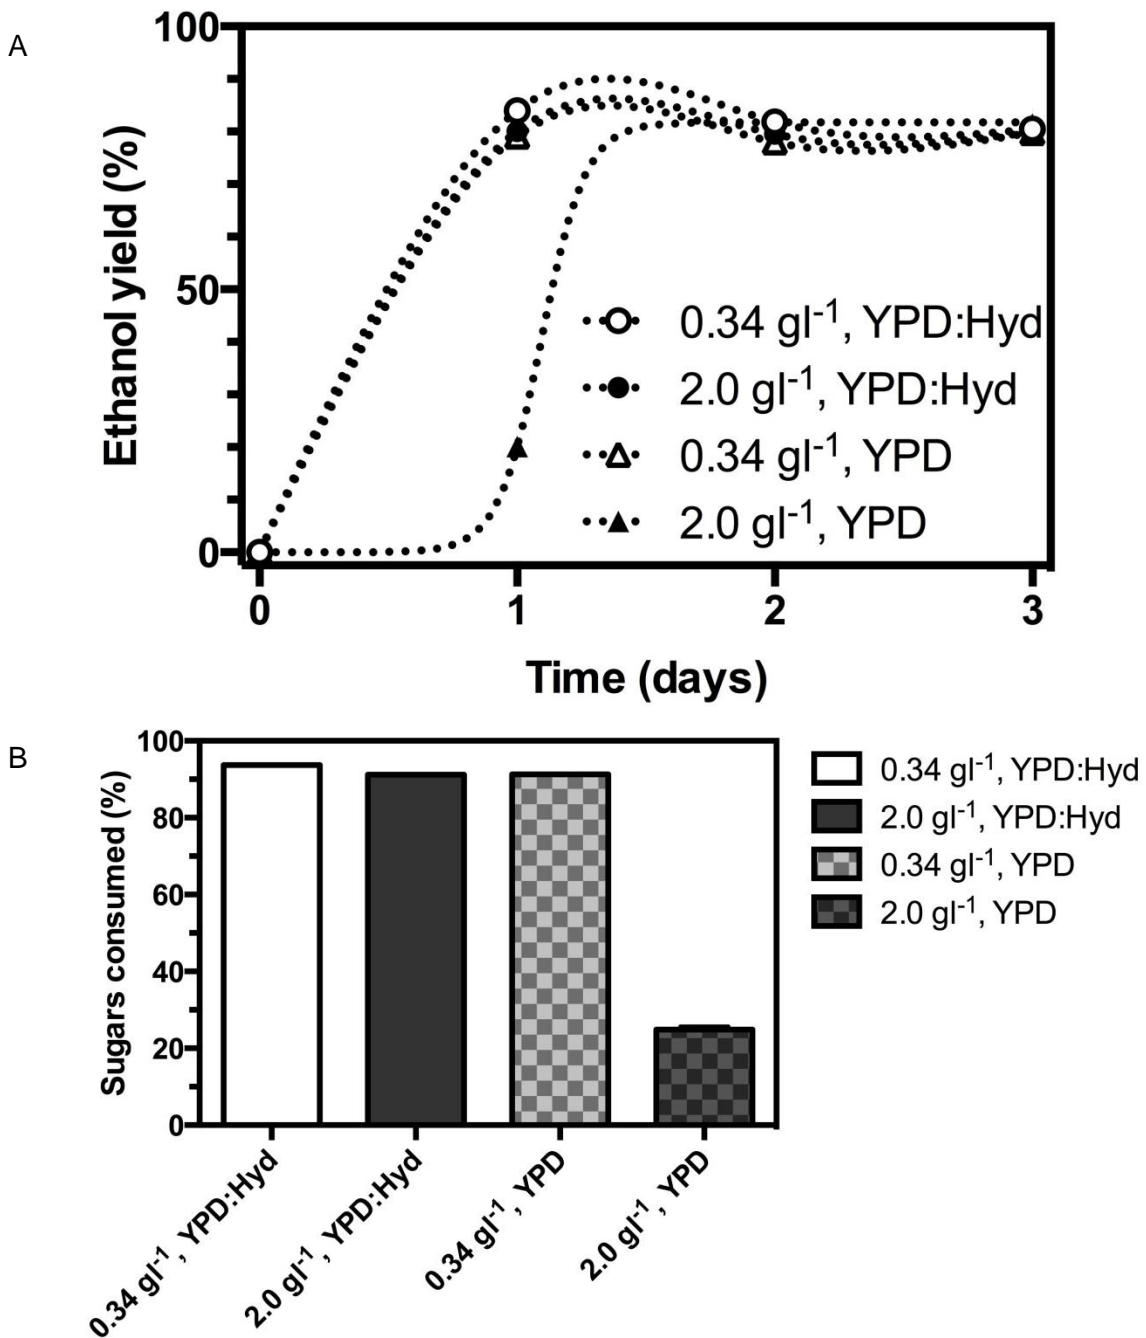 A
Ethanol yield (%)
100
50
0
0.34 gl⁻¹, YPD:Hyd
2.0 gl⁻¹, YPD:Hyd
0.34 gl⁻¹, YPD
2.0 gl⁻¹, YPD
0 1 2 3
Time (days)
B
Sugars consumed (%)
100
80
60
40
20
0
0.34 gl⁻¹, YPD:Hyd
2.0 gl⁻¹, YPD:Hyd
0.34 gl⁻¹, YPD
2.0 gl⁻¹, YPD
0.34 gl⁻¹, YPD:Hyd
2.0 gl⁻¹, YPD:Hyd
0.34 gl⁻¹, YPD
2.0 gl⁻¹, YPD